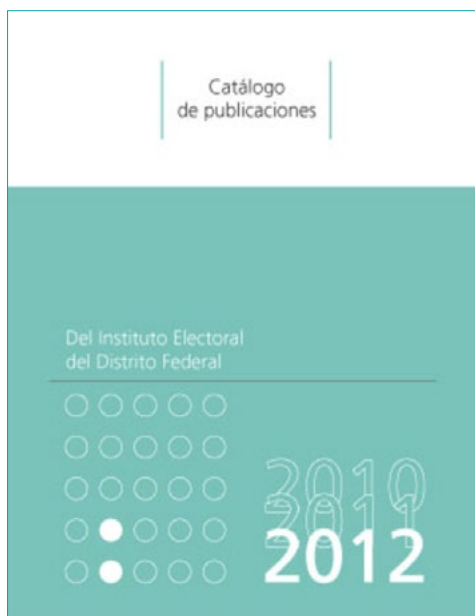 Catálogo
de publicaciones
Del Instituto Electoral
del Distrito Federal
2010
2011
2012